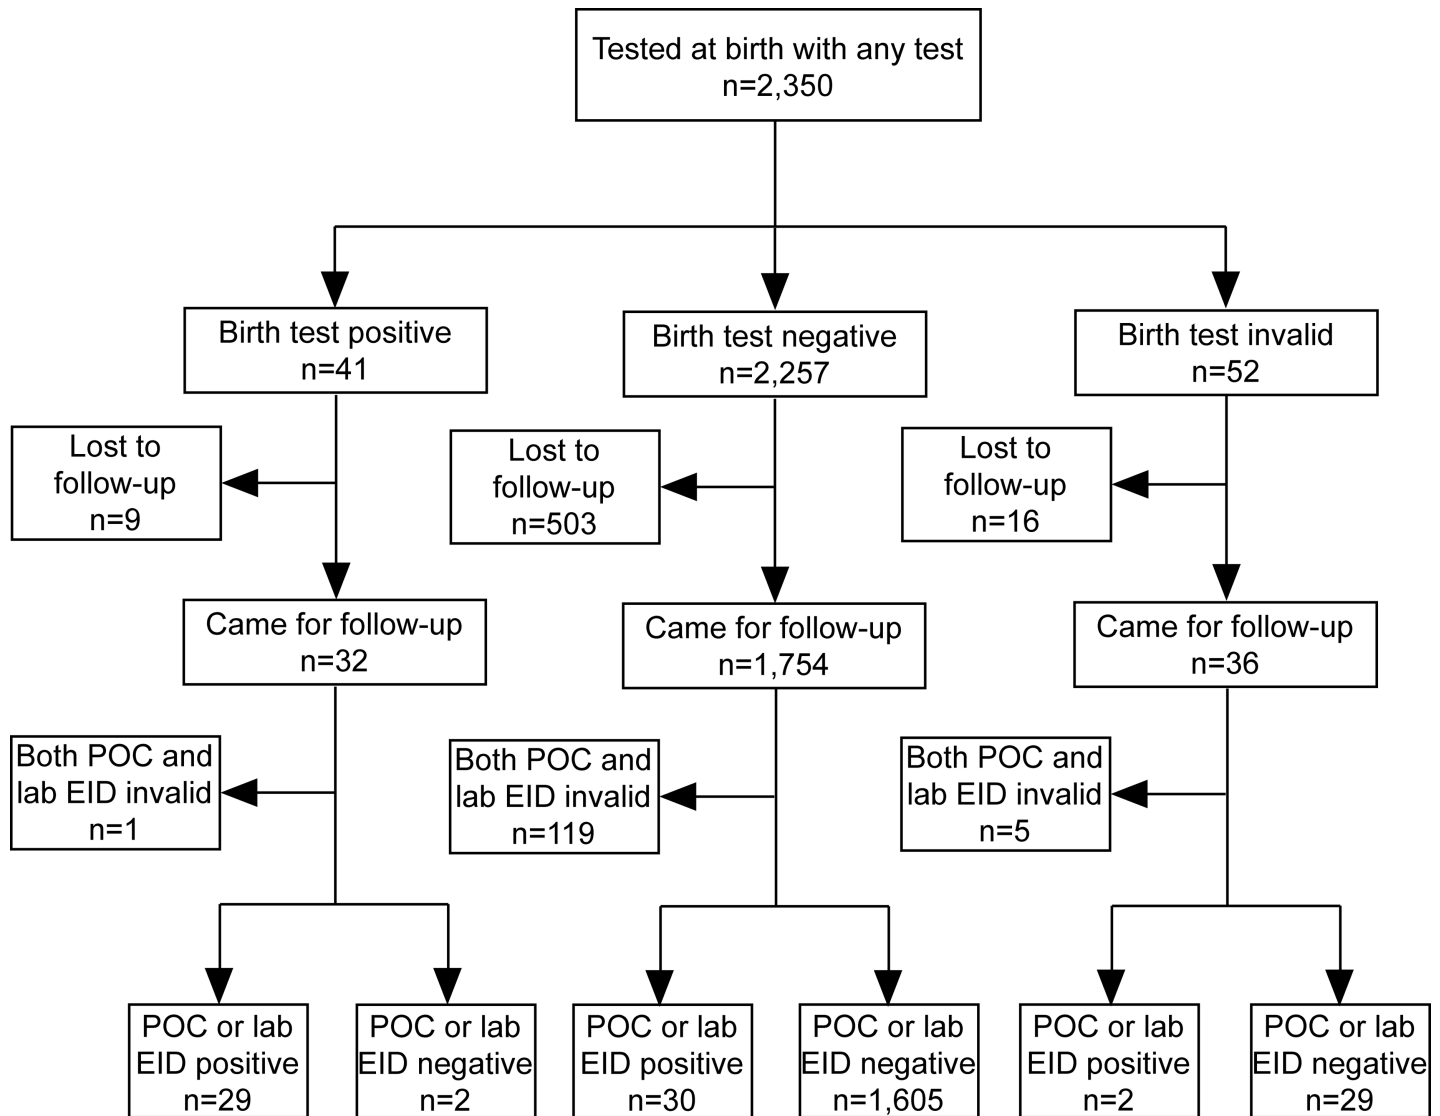 Tested at birth with any test
n=2,350
Birth test positive
n=41
Birth test negative
n=2,257
Birth test invalid
n=52
Lost to
follow-up
n=9
Lost to
follow-up
n=503
Lost to
follow-up
n=16
Came for follow-up
n=32
Came for follow-up
n=1,754
Came for follow-up
n=36
Both POC and
lab EID invalid
n=1
Both POC and
lab EID invalid
n=119
Both POC and
lab EID invalid
n=5
POC or lab
EID positive
n=29
POC or lab
EID negative
n=2
POC or lab
EID positive
n=30
POC or lab
EID negative
n=1,605
POC or lab
EID positive
n=2
POC or lab
EID negative
n=29